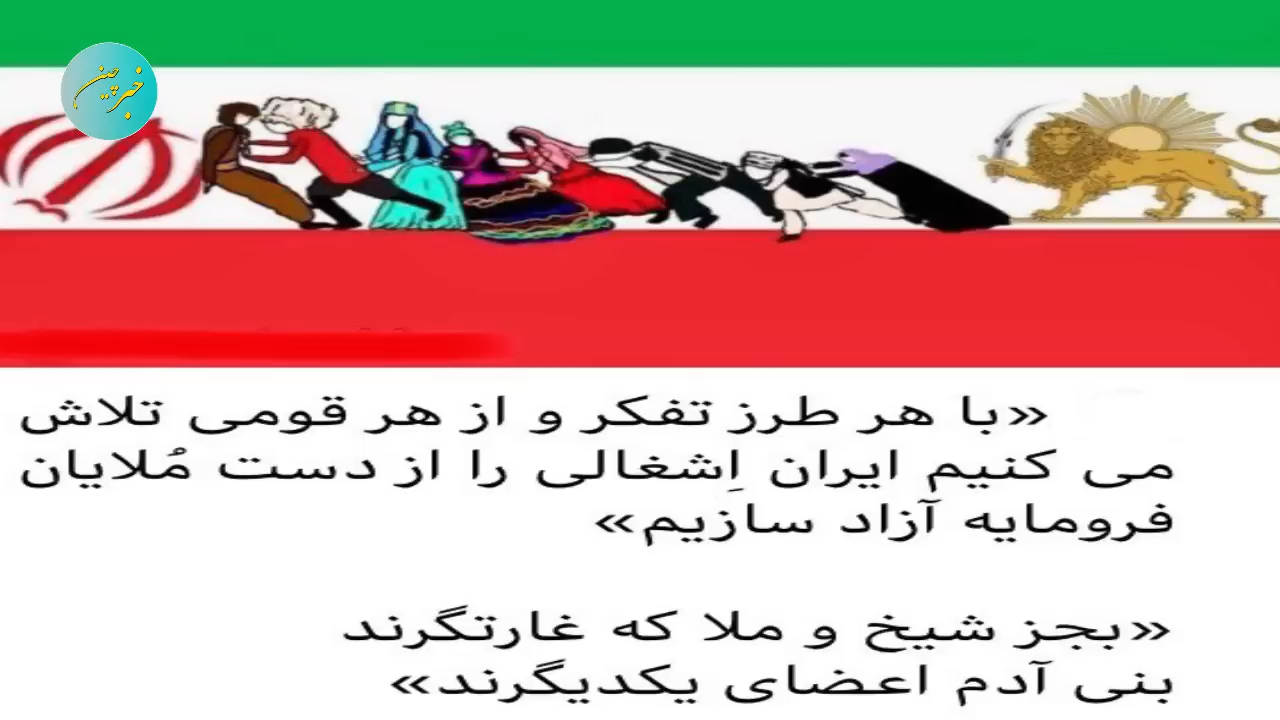 خبرچین
«با هر طرز تفکر و از هر قومی تلاش
می کنیم ایران اِشغالی را از دست مُلایان
فرومایه آزاد سازیم»
«بجز شیخ و ملا که غارتگرند
بنی آدم اعضای یکدیگرند»